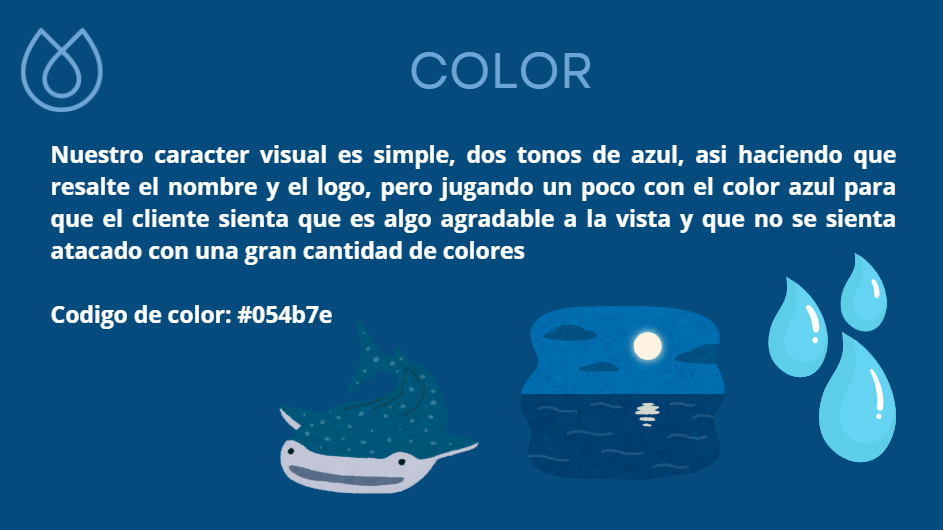 COLOR
Nuestro caracter visual es simple, dos tonos de azul, asi haciendo que
resalte el nombre y el logo, pero jugando un poco con el color azul para
que el cliente sienta que es algo agradable a la vista y que no se sienta
atacado con una gran cantidad de colores
Codigo de color: #054b7e